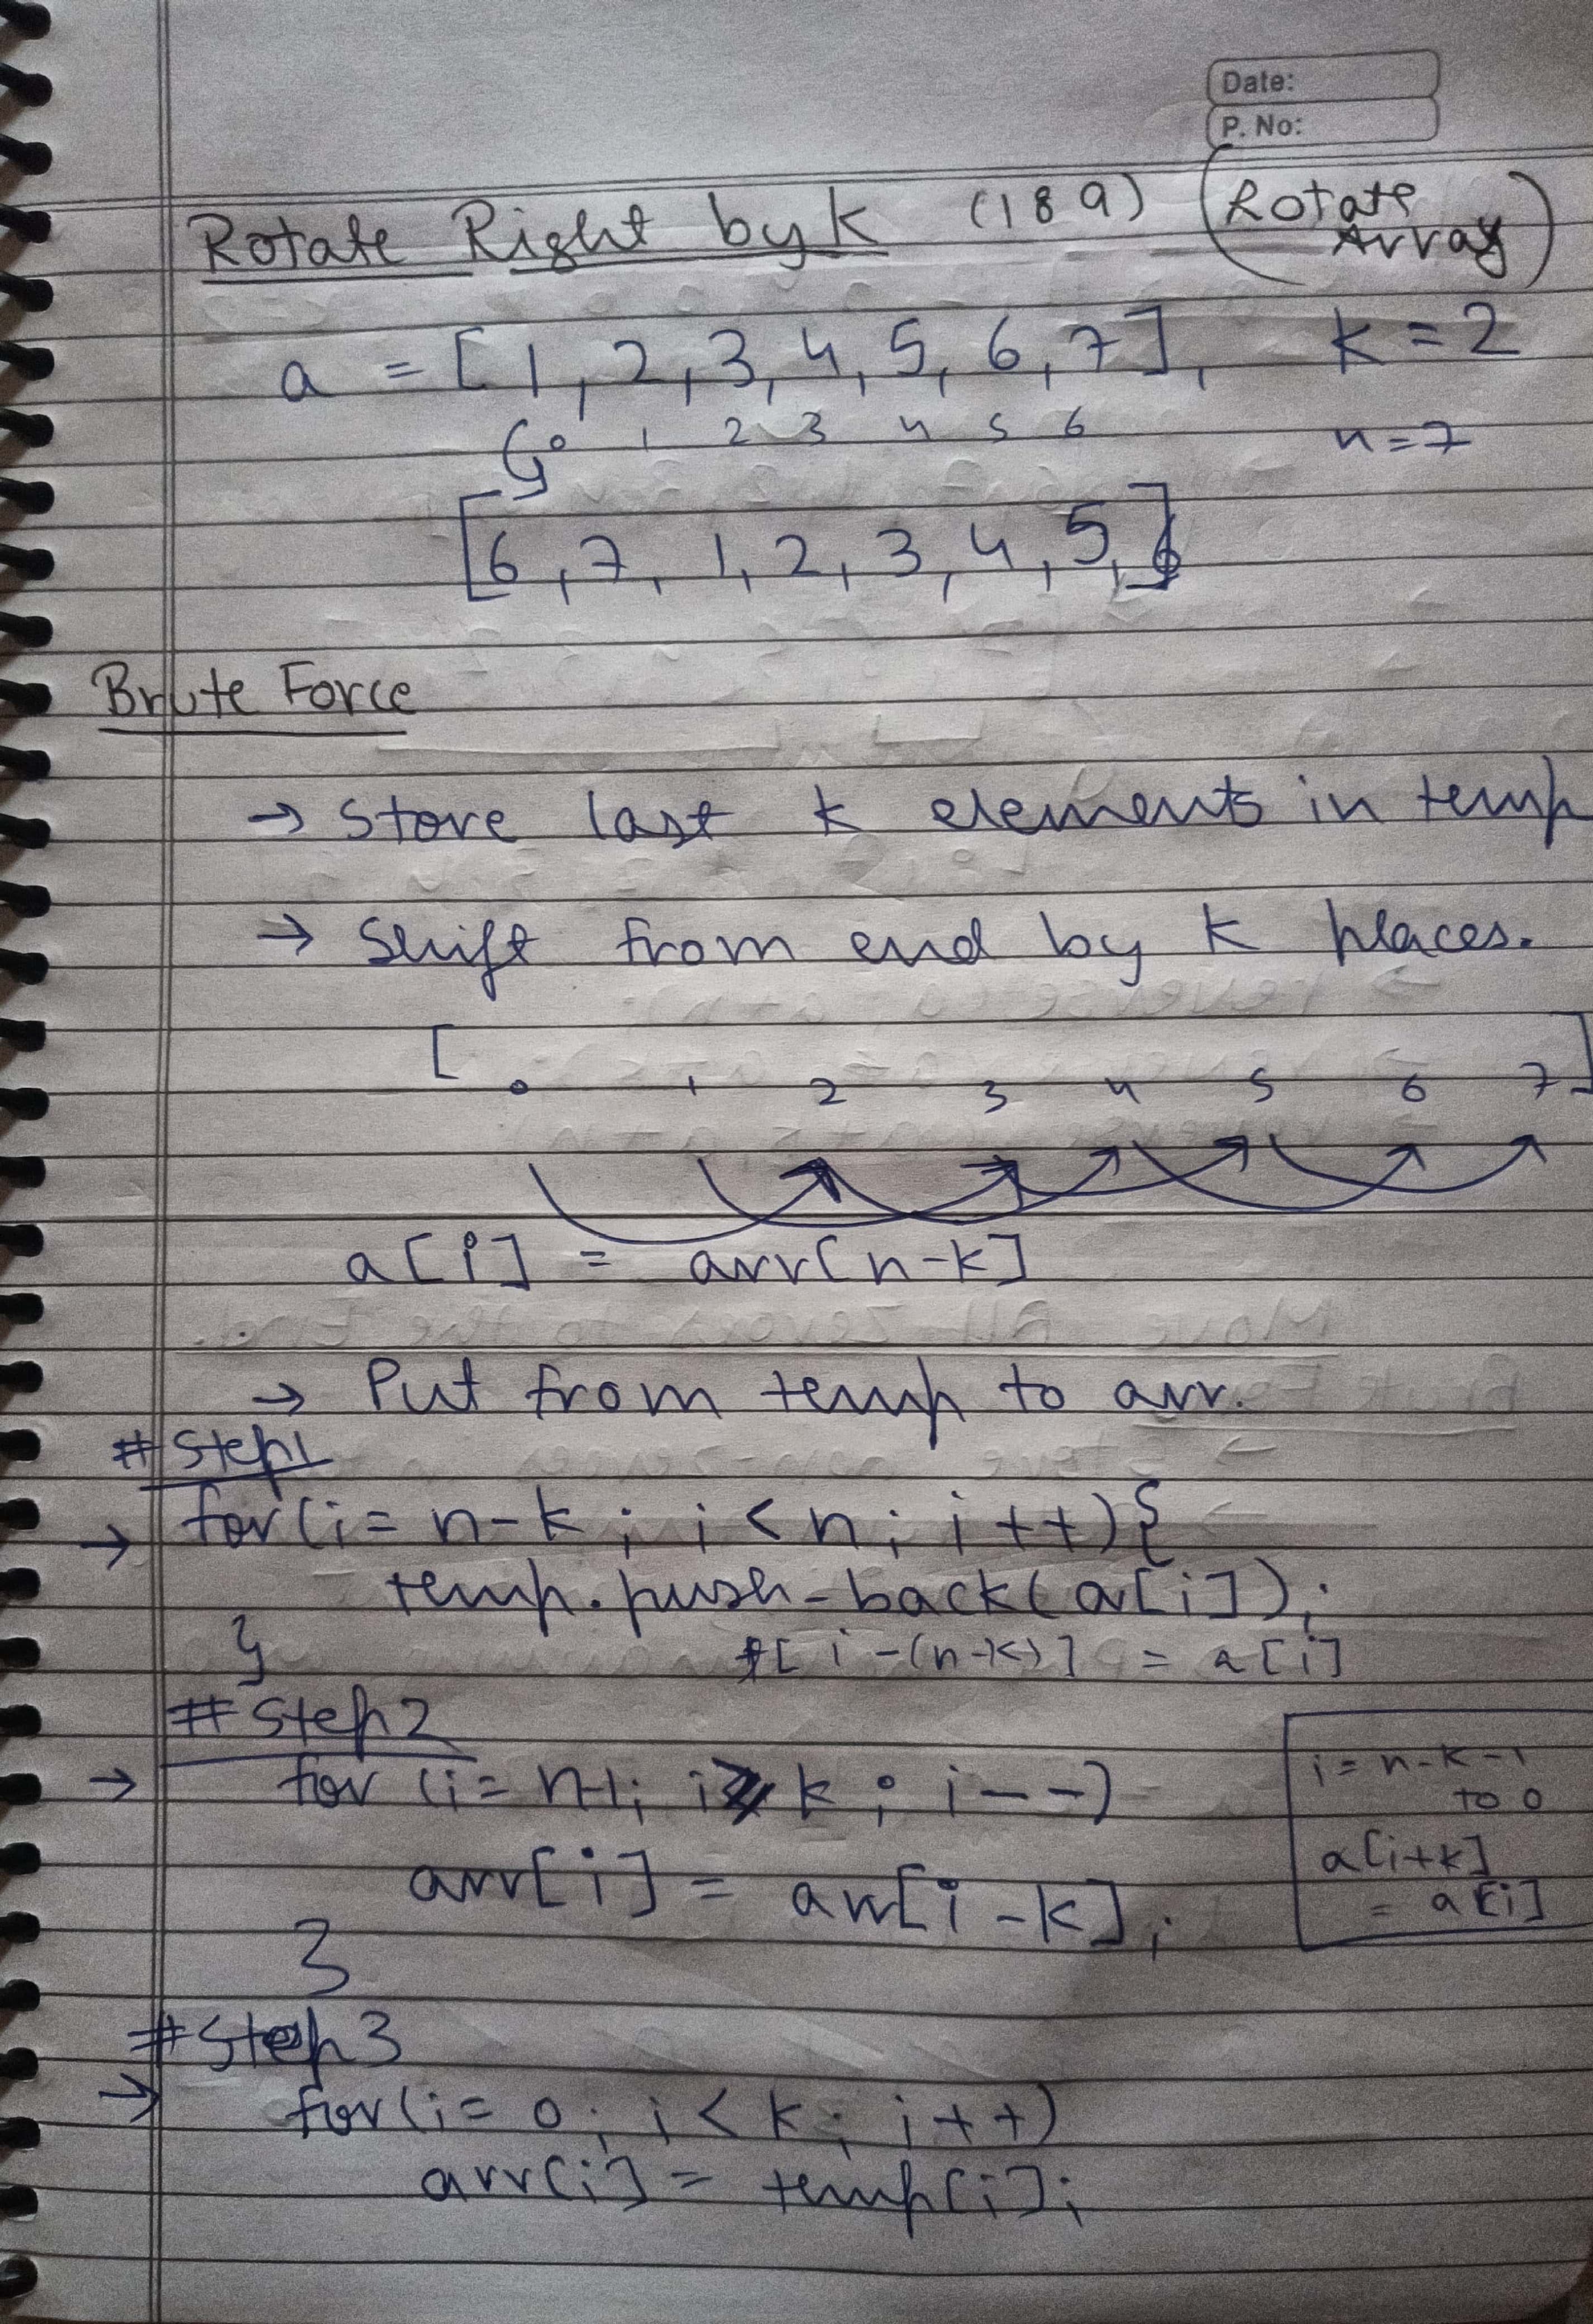 Date:
P. No:
Rotate Right by k (189) (Rotate Array)
a = [1, 2, 3, 4, 5, 6, 7], k = 2
0 1 2 3 4 5 6 n=7
[6, 7, 1, 2, 3, 4, 5]
Brute Force
→ Store last k elements in temp
→ Shift from end by k places.
[ 0 1 2 3 4 5 6 7 ]
a[i] = arr[n-k]
→ Put from temp to arr.
# Step1
→ for(i = n-k ; i < n ; i++){
temp.push-back(a[i]);
}
t[i-(n-k)] = a[i]
# Step2
→ for (i = n-1; i >= k ; i--)
arr[i] = arr[i-k];
}
i = n-k-1
to 0
a[i+k]
= a[i]
# Step3
→ for(i = 0; i < k; i++)
arr[i] = temp[i];